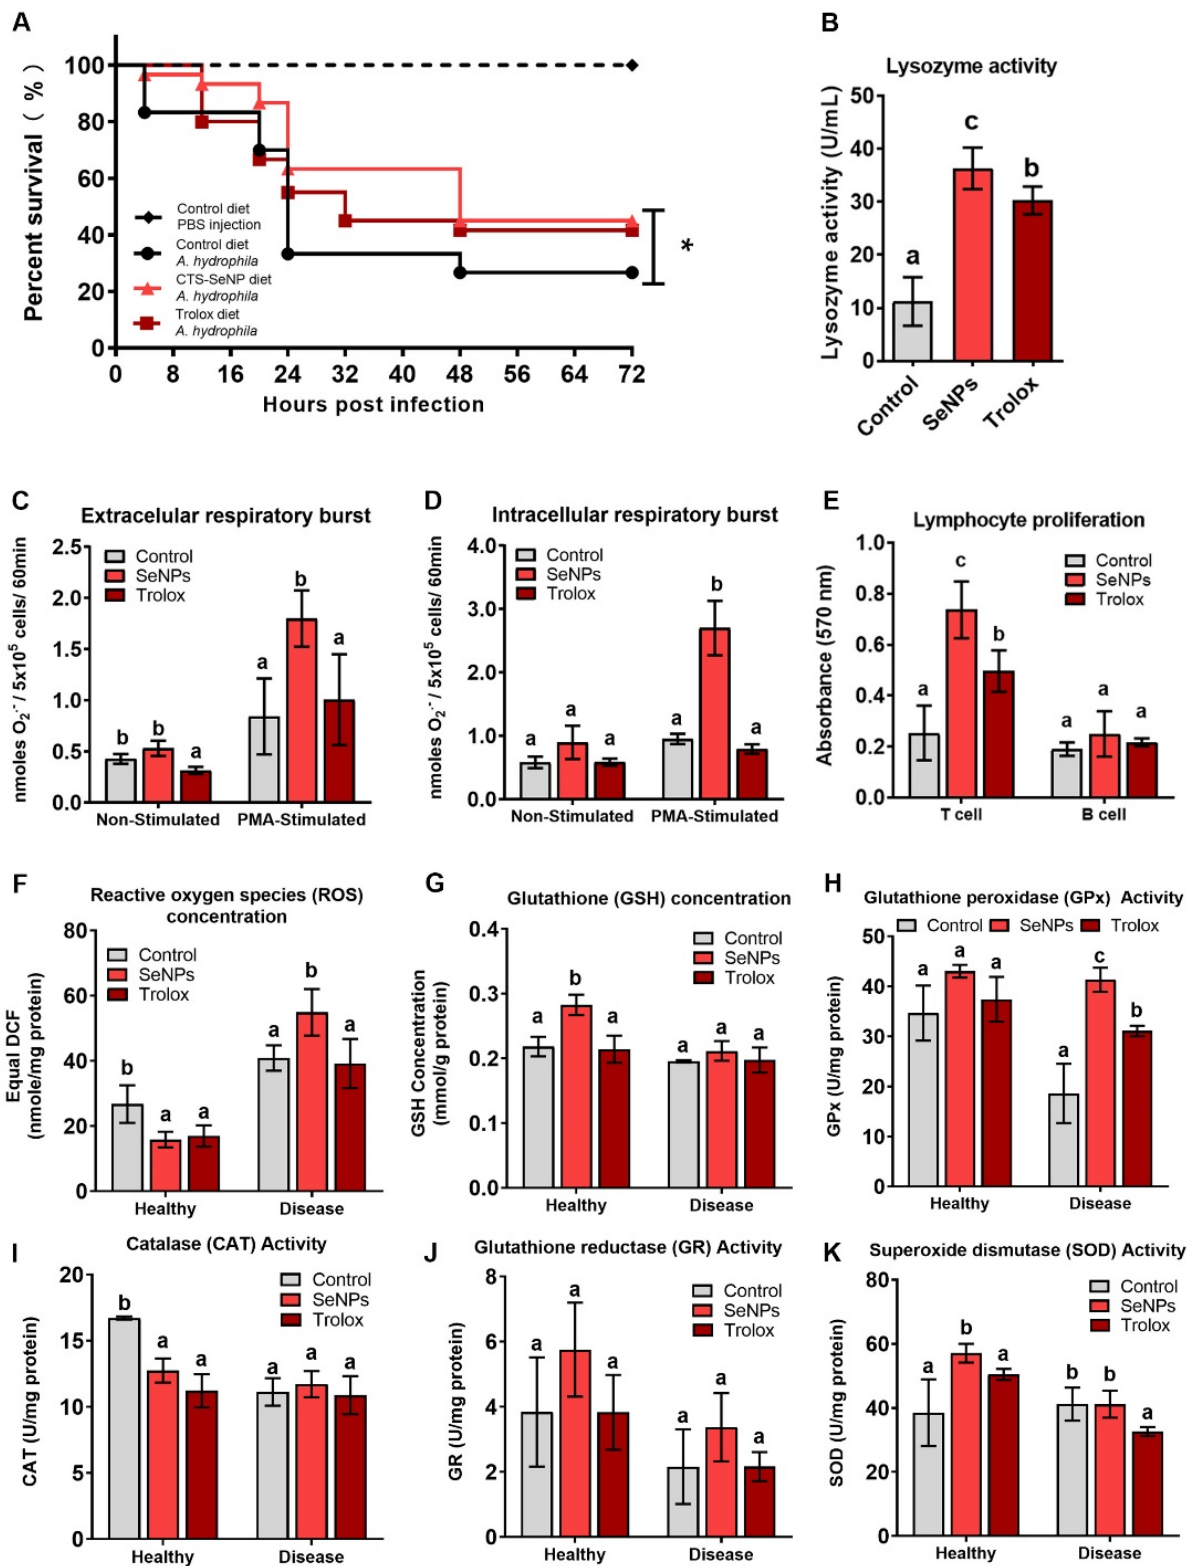 A
Percent survival ( % )
100
80
60
40
20
0
Control diet
PBS injection
Control diet
A. hydrophila
CTS-SeNP diet
A. hydrophila
Trolox diet
A. hydrophila
*
0 8 16 24 32 40 48 56 64 72
Hours post infection
B
Lysozyme activity
Lysozyme activity (U/mL)
50
40
30
20
10
0
a c b
Control SeNPs Trolox
C
Extracelular respiratory burst
nmoles O2·- / 5x10⁵ cells/ 60min
Control
SeNPs
Trolox
2.5
2.0
1.5
1.0
0.5
0.0
b b a a b a
Non-Stimulated PMA-Stimulated
D
Intracellular respiratory burst
nmoles O2·- / 5x10⁵ cells/ 60min
Control
SeNPs
Trolox
4.0
3.0
2.0
1.0
0.0
a a a a b a
Non-Stimulated PMA-Stimulated
E
Lymphocyte proliferation
Absorbance (570 nm)
Control
SeNPs
Trolox
1.0
0.8
0.6
0.4
0.2
0.0
a c b a a a
T cell B cell
F
Reactive oxygen species (ROS)
concentration
Equal DCF
(nmole/mg protein)
Control
SeNPs
Trolox
80
60
40
20
0
b a a a b a
Healthy Disease
G
Glutathione (GSH) concentration
GSH Concentration
(mmol/g protein)
Control
SeNPs
Trolox
0.4
0.3
0.2
0.1
0.0
a b a a a a
Healthy Disease
H
Glutathione peroxidase (GPx) Activity
Control SeNPs Trolox
GPx (U/mg protein)
50
40
30
20
10
0
a a a a c b
Healthy Disease
I
Catalase (CAT) Activity
CAT (U/mg protein)
Control
SeNPs
Trolox
20
15
10
5
0
b a a a a a
Healthy Disease
J
Glutathione reductase (GR) Activity
GR (U/mg protein)
Control
SeNPs
Trolox
8
6
4
2
0
a a a a a a
Healthy Disease
K
Superoxide dismutase (SOD) Activity
SOD (U/mg protein)
Control
SeNPs
Trolox
80
60
40
20
0
a b a b b a
Healthy Disease